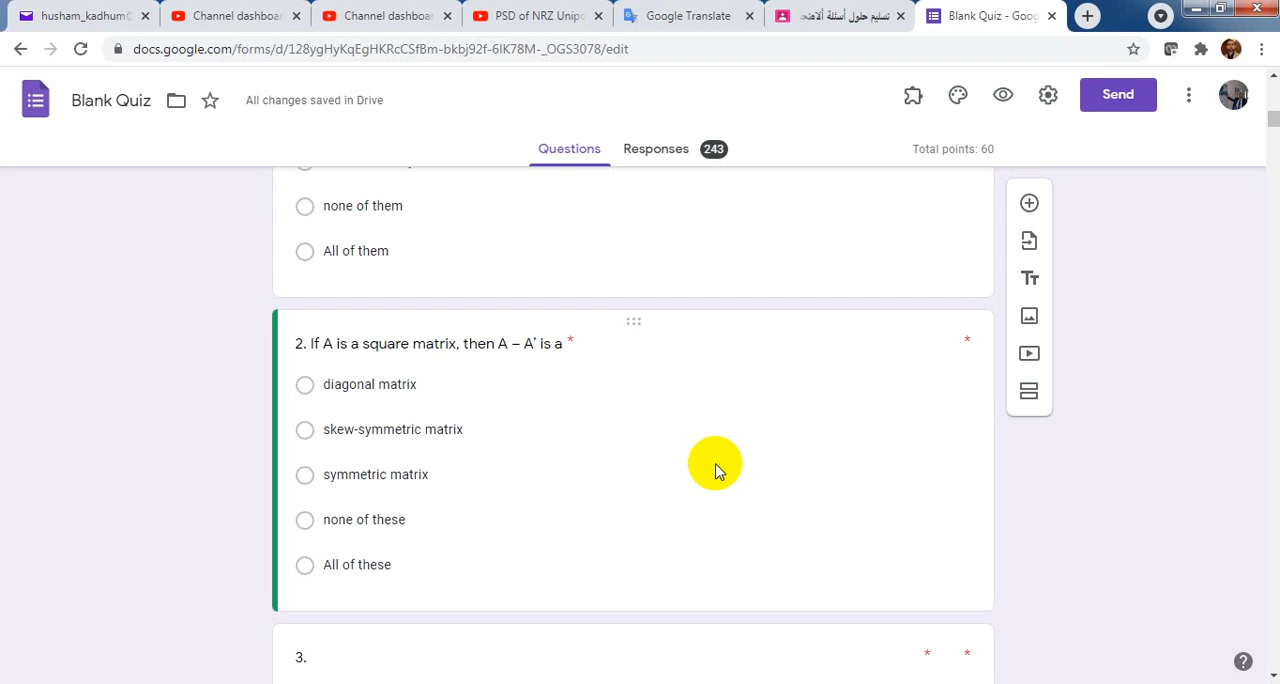 husham_kadhum@
Channel dashboar
Channel dashboar
PSD of NRZ Unipo
Google Translate
تسليم حلول أسئلة
Blank Quiz - Goog
docs.google.com/forms/d/128ygHyKqEgHKRcCSfBm-bkbj92f-6lK78M-_OGS3078/edit
Blank Quiz
All changes saved in Drive
Send
Questions
Responses 243
Total points: 60
none of them
All of them
2. If A is a square matrix, then A – A’ is a *
*
diagonal matrix
skew-symmetric matrix
symmetric matrix
none of these
All of these
3.
* *